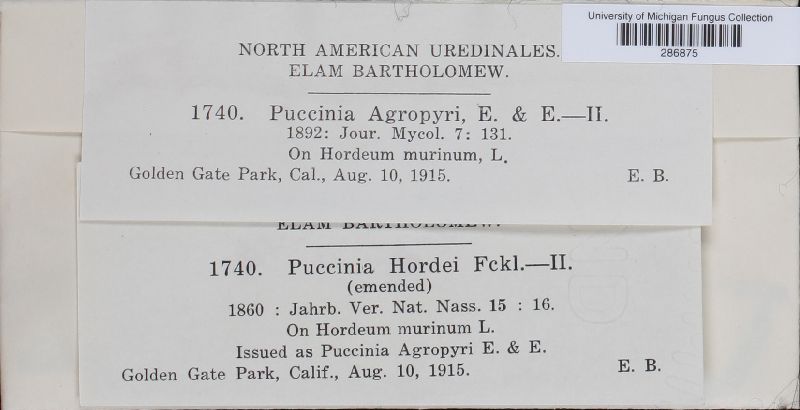 University of Michigan Fungus Collection
286875
NORTH AMERICAN UREDINALES.
ELAM BARTHOLOMEW.
1740. Puccinia Agropyri, E. & E.—II.
1892: Jour. Mycol. 7: 131.
On Hordeum murinum, L.
Golden Gate Park, Cal., Aug. 10, 1915. E. B.
ELAM BARTHOLOMEW.
1740. Puccinia Hordei Fckl.—II.
(emended)
1860 : Jahrb. Ver. Nat. Nass. 15 : 16.
On Hordeum murinum L.
Issued as Puccinia Agropyri E. & E.
Golden Gate Park, Calif., Aug. 10, 1915. E. B.